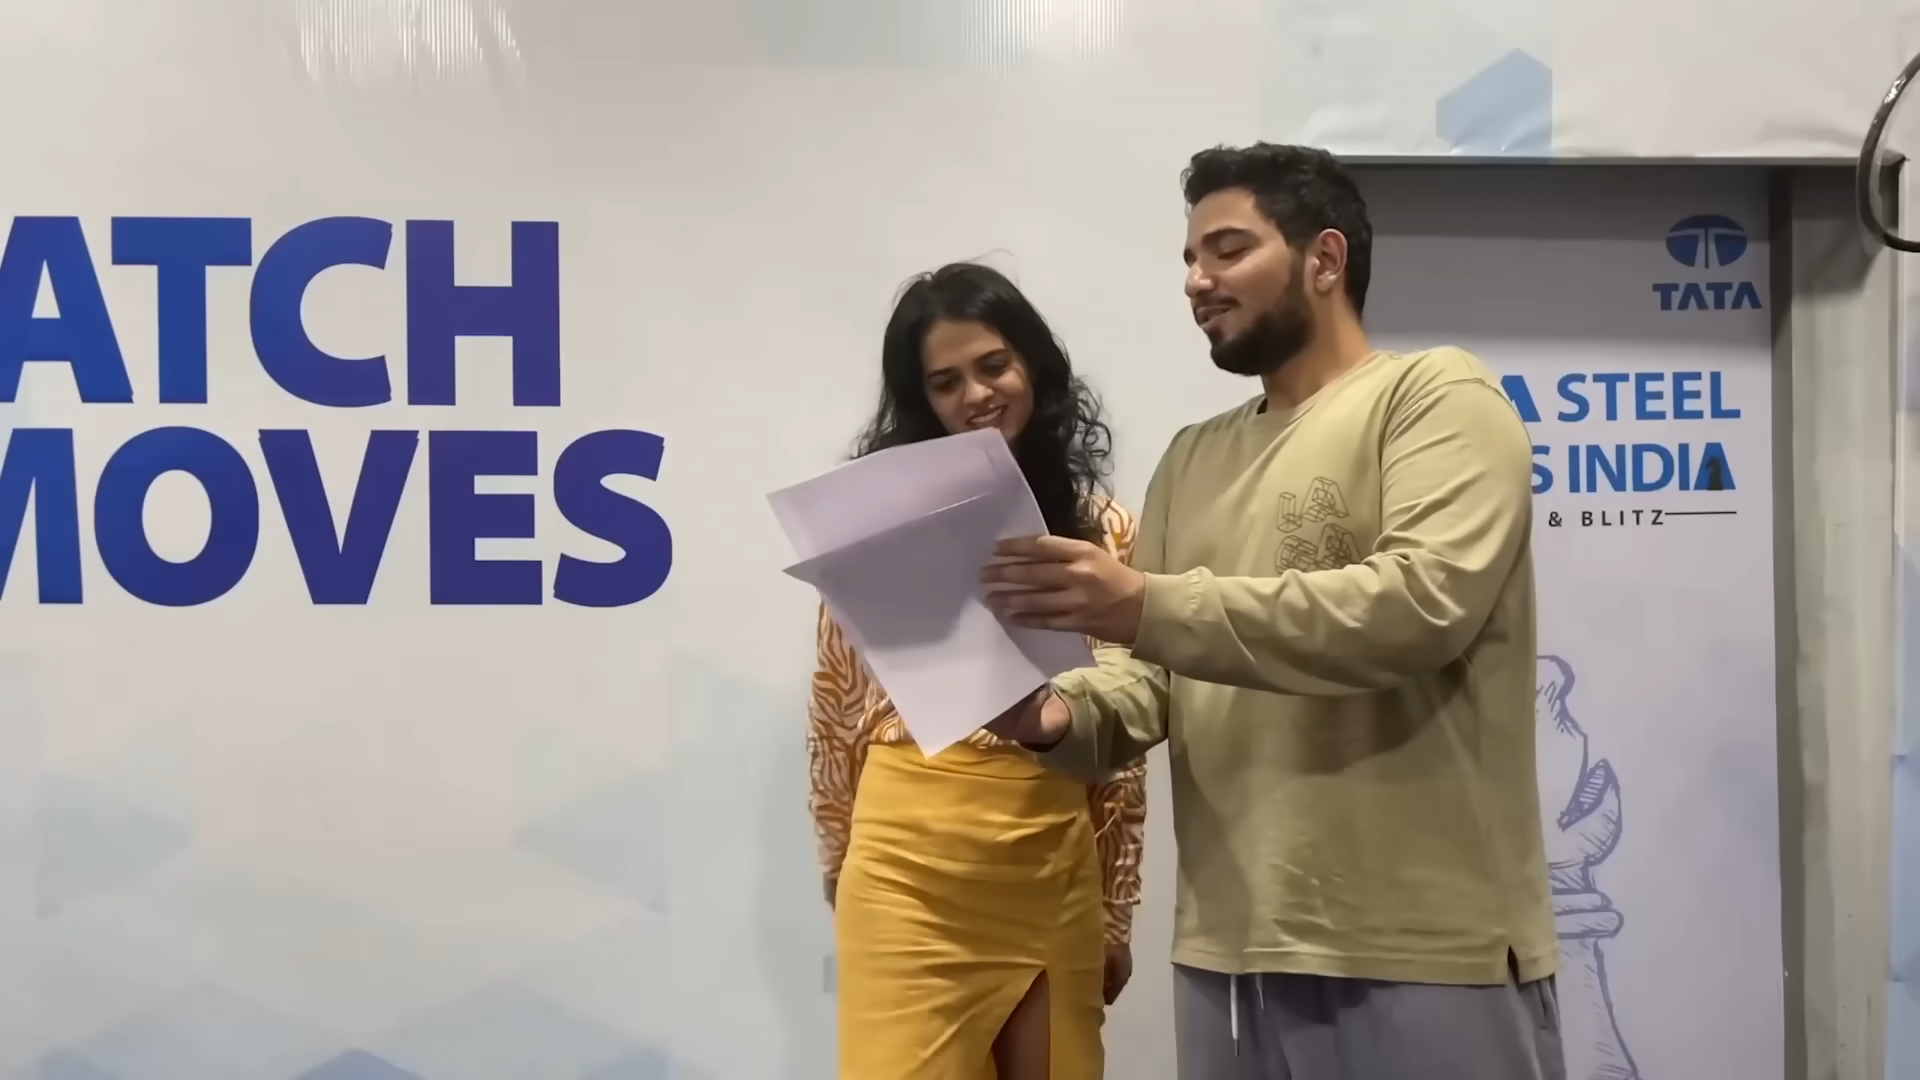 ATCH
MOVES
TATA
A STEEL
S INDIA
& BLITZ